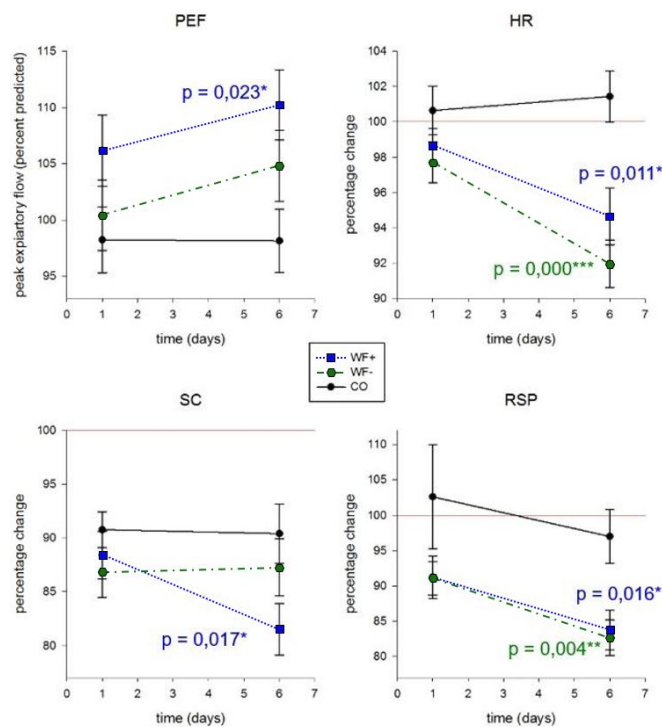 PEF
peak expiartory flow (percent predicted)
115
110
105
100
95
p = 0,023*
0 1 2 3 4 5 6 7
time (days)
HR
percentage change
104
102
100
98
96
94
92
90
p = 0,011*
p = 0,000***
0 1 2 3 4 5 6 7
time (days)
WF+
WF-
CO
SC
percentage change
100
95
90
85
80
p = 0,017*
0 1 2 3 4 5 6 7
time (days)
RSP
percentage change
110
105
100
95
90
85
80
p = 0,016*
p = 0,004**
0 1 2 3 4 5 6 7
time (days)